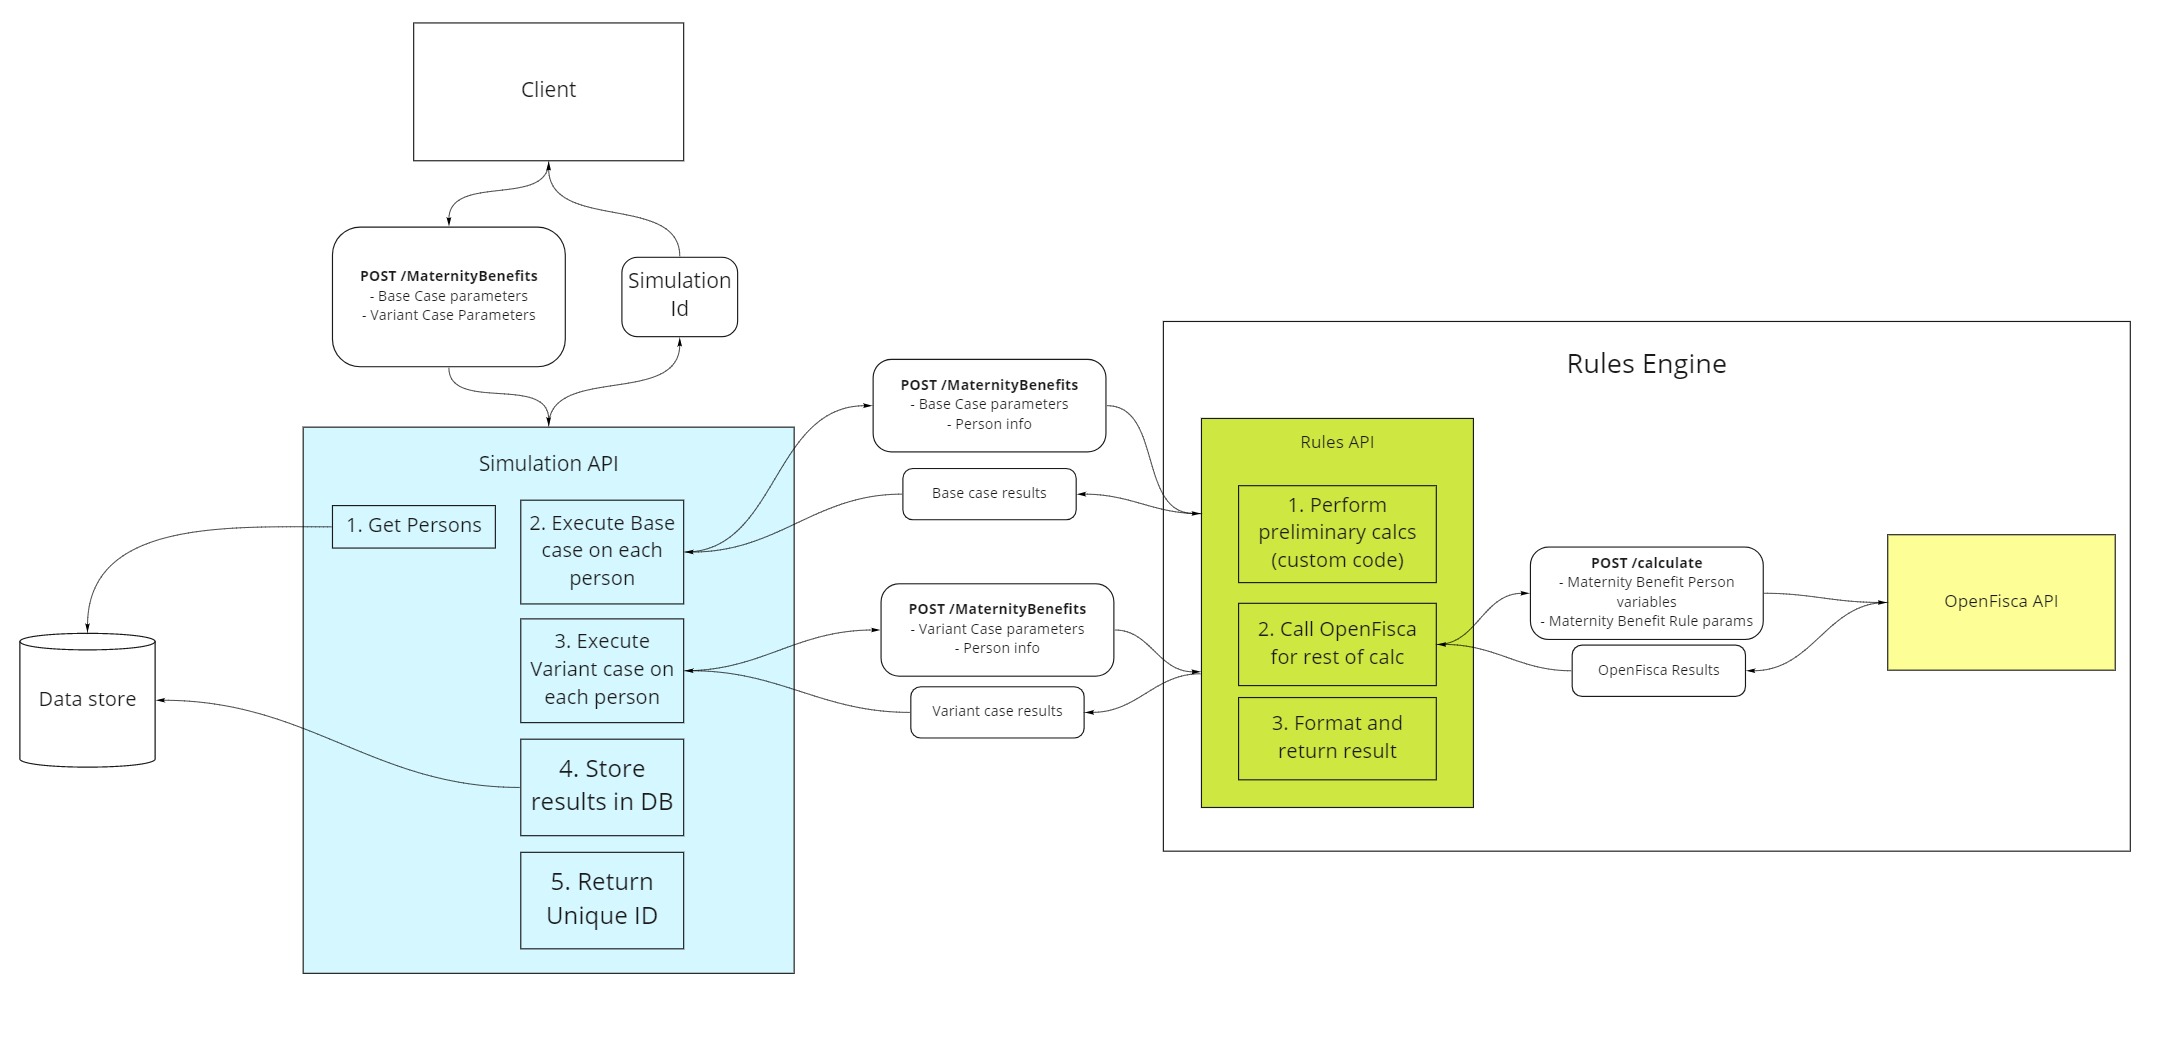 Client
POST /MaternityBenefits
- Base Case parameters
- Variant Case Parameters
Simulation
Id
Simulation API
1. Get Persons
2. Execute Base
case on each
person
3. Execute
Variant case on
each person
4. Store
results in DB
5. Return
Unique ID
Data store
POST /MaternityBenefits
- Base Case parameters
- Person info
Base case results
POST /MaternityBenefits
- Variant Case parameters
- Person info
Variant case results
Rules Engine
Rules API
1. Perform
preliminary calcs
(custom code)
2. Call OpenFisca
for rest of calc
3. Format and
return result
POST /calculate
- Maternity Benefit Person
variables
- Maternity Benefit Rule params
OpenFisca Results
OpenFisca API